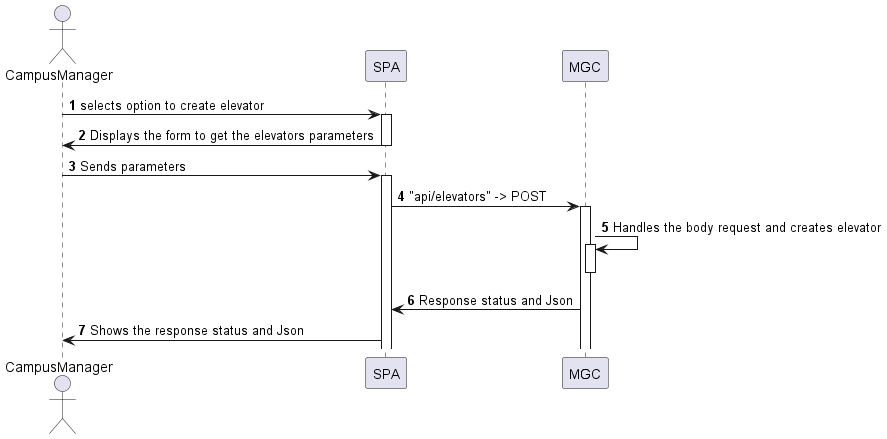 CampusManager
SPA
MGC
1 selects option to create elevator
2 Displays the form to get the elevators parameters
3 Sends parameters
4 "api/elevators" -> POST
5 Handles the body request and creates elevator
6 Response status and Json
7 Shows the response status and Json
CampusManager
SPA
MGC